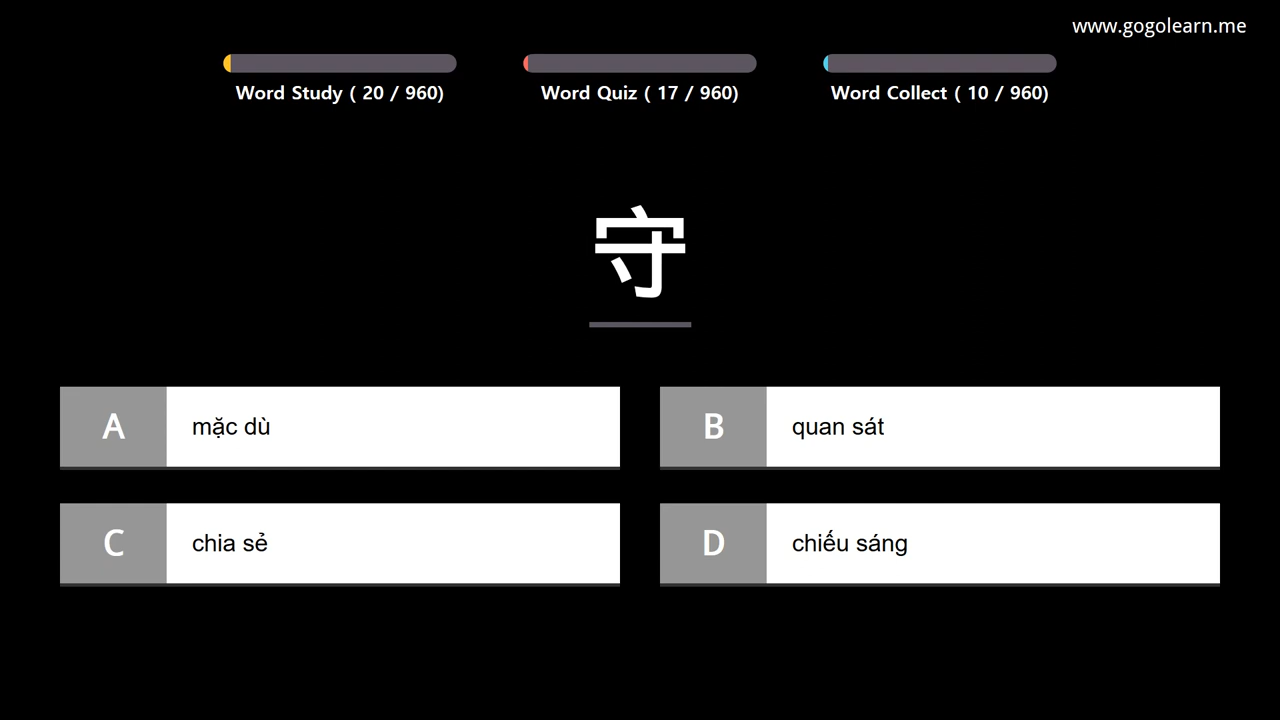 www.gogolearn.me
Word Study ( 20 / 960)
Word Quiz ( 17 / 960)
Word Collect ( 10 / 960)
守
A mặc dù
B quan sát
C chia sẻ
D chiếu sáng